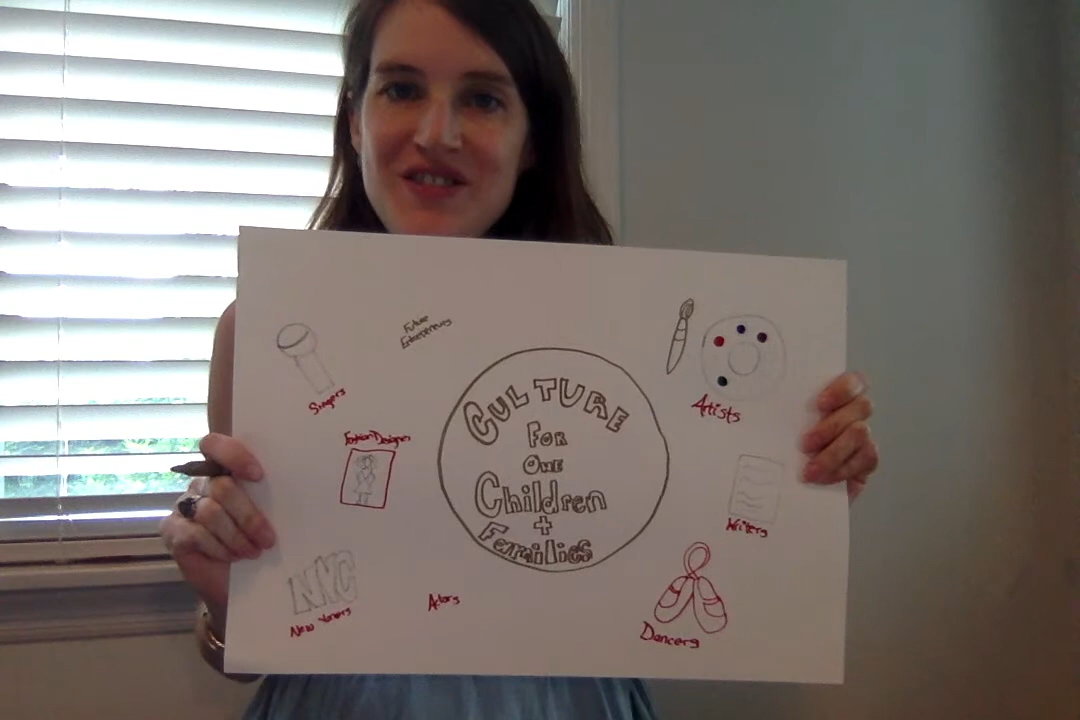 Future
Entrepreneurs
Singers
Fashion Designers
NYC
New Yorkers
Actors
CULTURE
FOR
OUR
Children
+
Families
Artists
Writers
Dancers